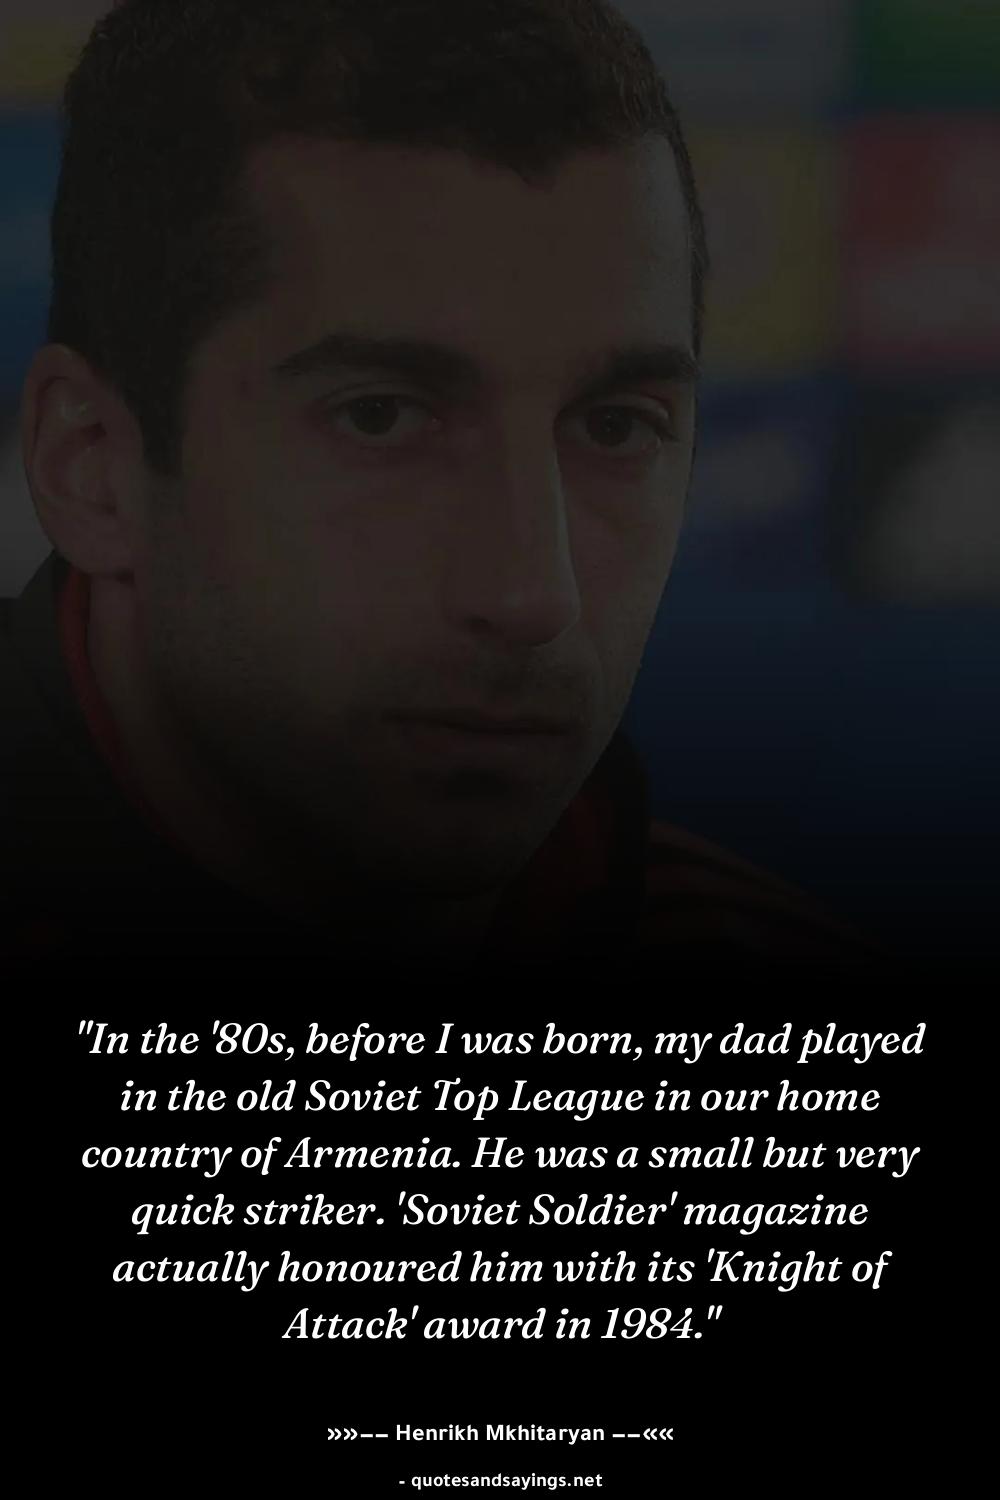 "In the '80s, before I was born, my dad played
in the old Soviet Top League in our home
country of Armenia. He was a small but very
quick striker. 'Soviet Soldier' magazine
actually honoured him with its 'Knight of
Attack' award in 1984."
»»−− Henrikh Mkhitaryan −−««
- quotesandsayings.net